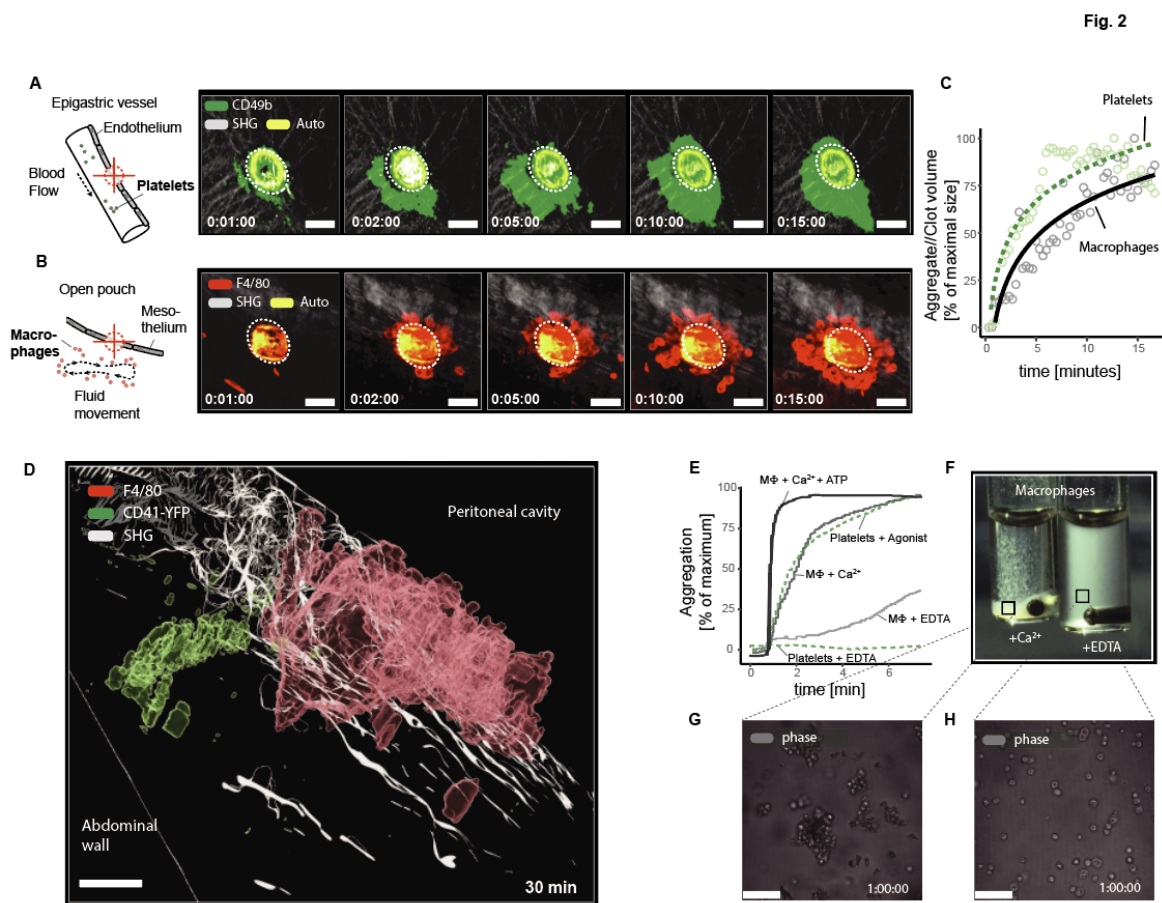 Fig. 2
A
Epigastric vessel
Endothelium
Blood
Flow
Platelets
CD49b
SHG
Auto
0:01:00
0:02:00
0:05:00
0:10:00
0:15:00
B
Open pouch
Meso-
thelium
Macro-
phages
Fluid
movement
F4/80
SHG
Auto
0:01:00
0:02:00
0:05:00
0:10:00
0:15:00
C
Platelets
Macrophages
Aggregate//Clot volume
[% of maximal size]
100
75
50
25
0
0
5
10
15
time [minutes]
D
F4/80
CD41-YFP
SHG
Peritoneal cavity
Abdominal
wall
30 min
E
MΦ + Ca²⁺ + ATP
Platelets + Agonist
MΦ + Ca²⁺
MΦ + EDTA
Platelets + EDTA
Aggregation
[% of maximum]
100
75
50
25
0
0
2
4
6
time [min]
F
Macrophages
+Ca²⁺
+EDTA
G
phase
1:00:00
H
phase
1:00:00